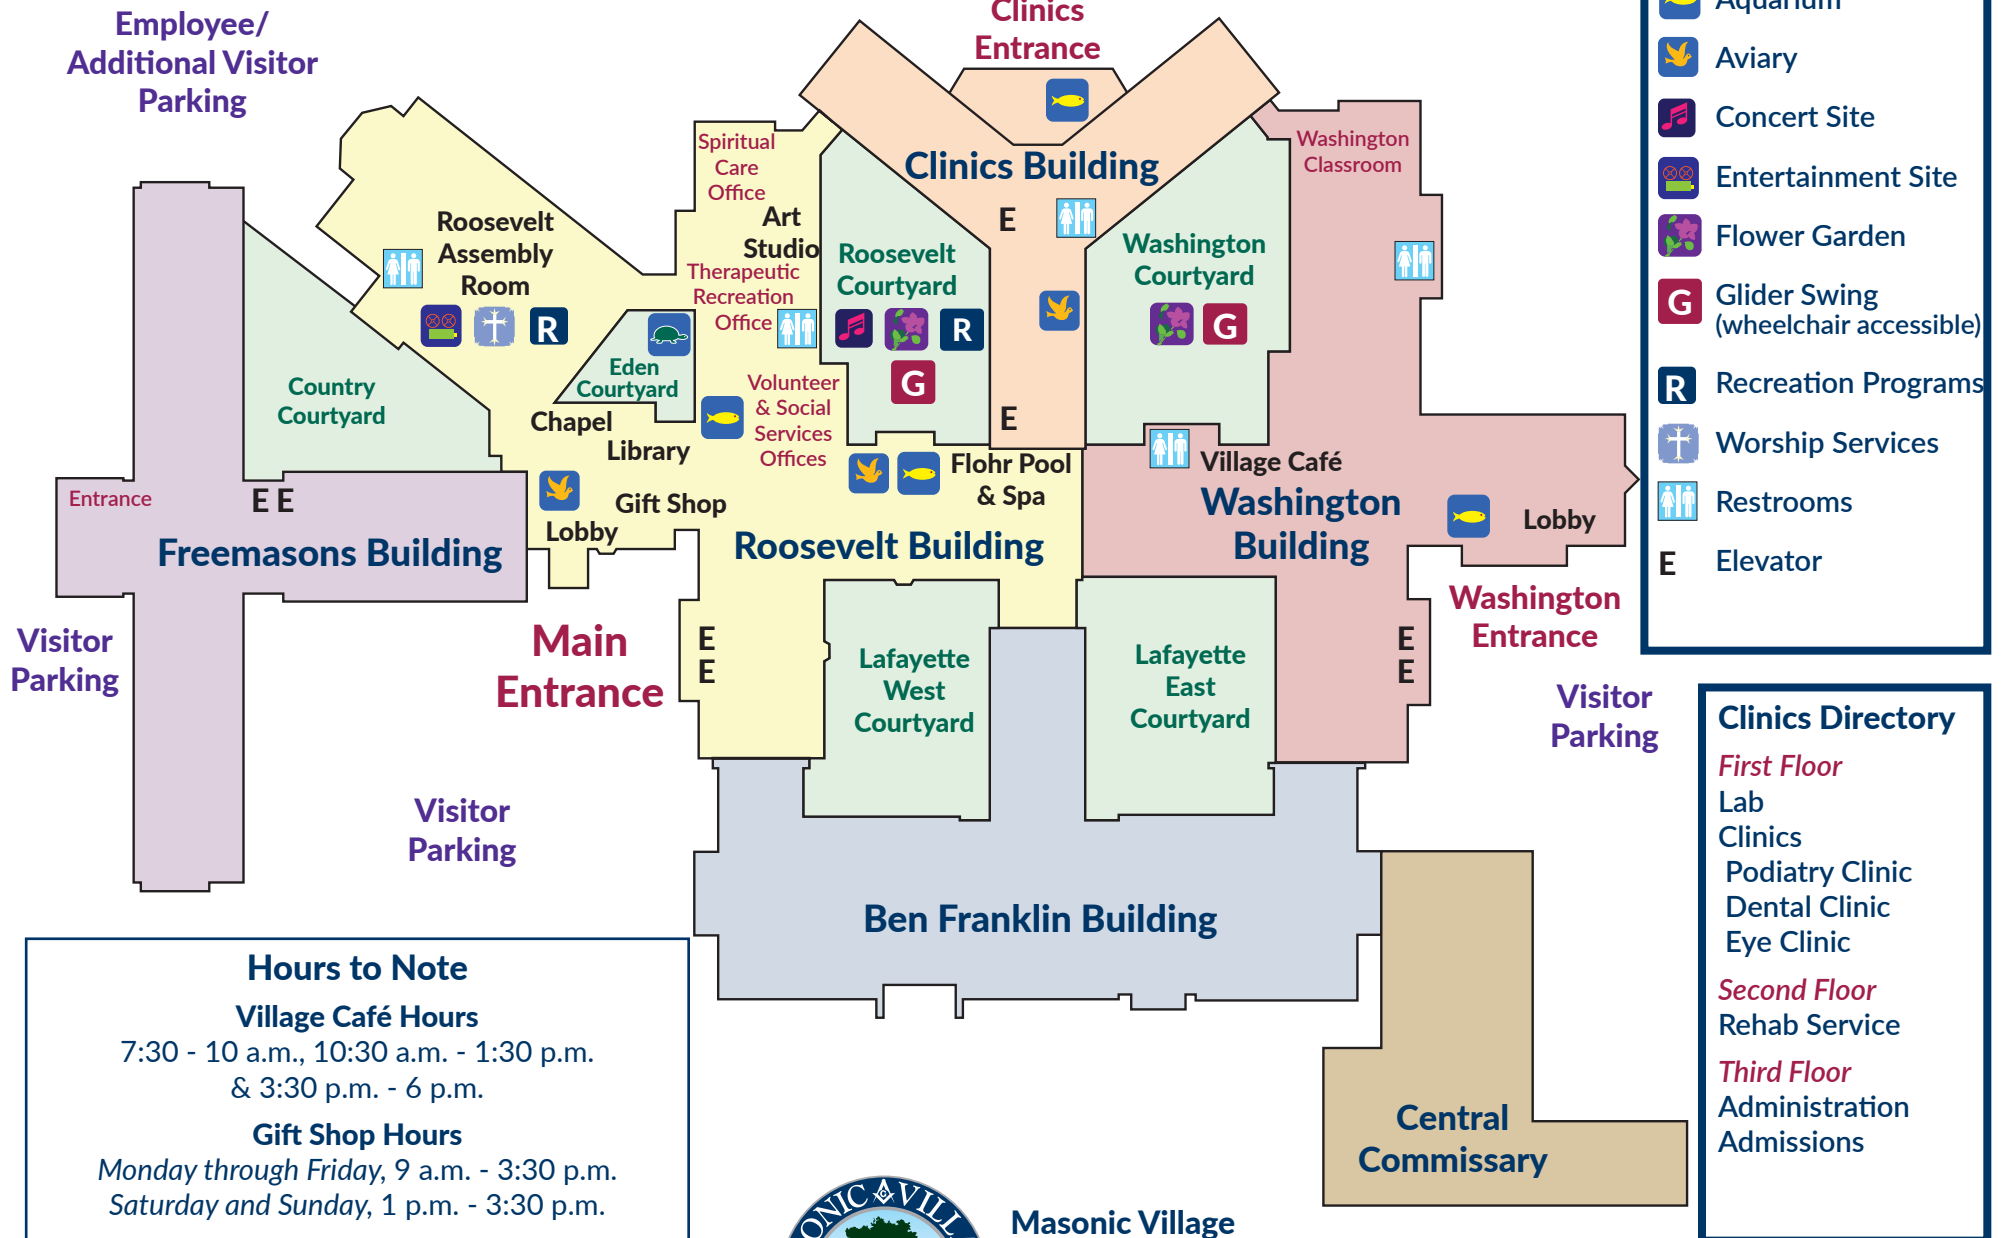 Employee/
Additional Visitor
Parking
Clinics
Entrance
Spiritual
Care
Office
Art
Studio
Therapeutic
Recreation
Office
Roosevelt
Assembly
Room
R
Clinics Building
E
E
Roosevelt
Courtyard
R
G
Washington
Courtyard
G
Washington
Classroom
Country
Courtyard
Eden
Courtyard
Chapel
Library
Volunteer
& Social
Services
Offices
Flohr Pool
& Spa
Village Café
Washington
Building
Lobby
Entrance
E E
Freemasons Building
Gift Shop
Lobby
Roosevelt Building
Washington
Entrance
Visitor
Parking
Main
Entrance
E
E
Lafayette
West
Courtyard
Lafayette
East
Courtyard
E
E
Visitor
Parking
Visitor
Parking
Ben Franklin Building
Central
Commissary
Aquarium
Aviary
Concert Site
Entertainment Site
Flower Garden
G Glider Swing
(wheelchair accessible)
R Recreation Programs
Worship Services
Restrooms
E Elevator
Clinics Directory
First Floor
Lab
Clinics
Podiatry Clinic
Dental Clinic
Eye Clinic
Second Floor
Rehab Service
Third Floor
Administration
Admissions
Hours to Note
Village Café Hours
7:30 - 10 a.m., 10:30 a.m. - 1:30 p.m.
& 3:30 p.m. - 6 p.m.
Gift Shop Hours
Monday through Friday, 9 a.m. - 3:30 p.m.
Saturday and Sunday, 1 p.m. - 3:30 p.m.
Masonic Village